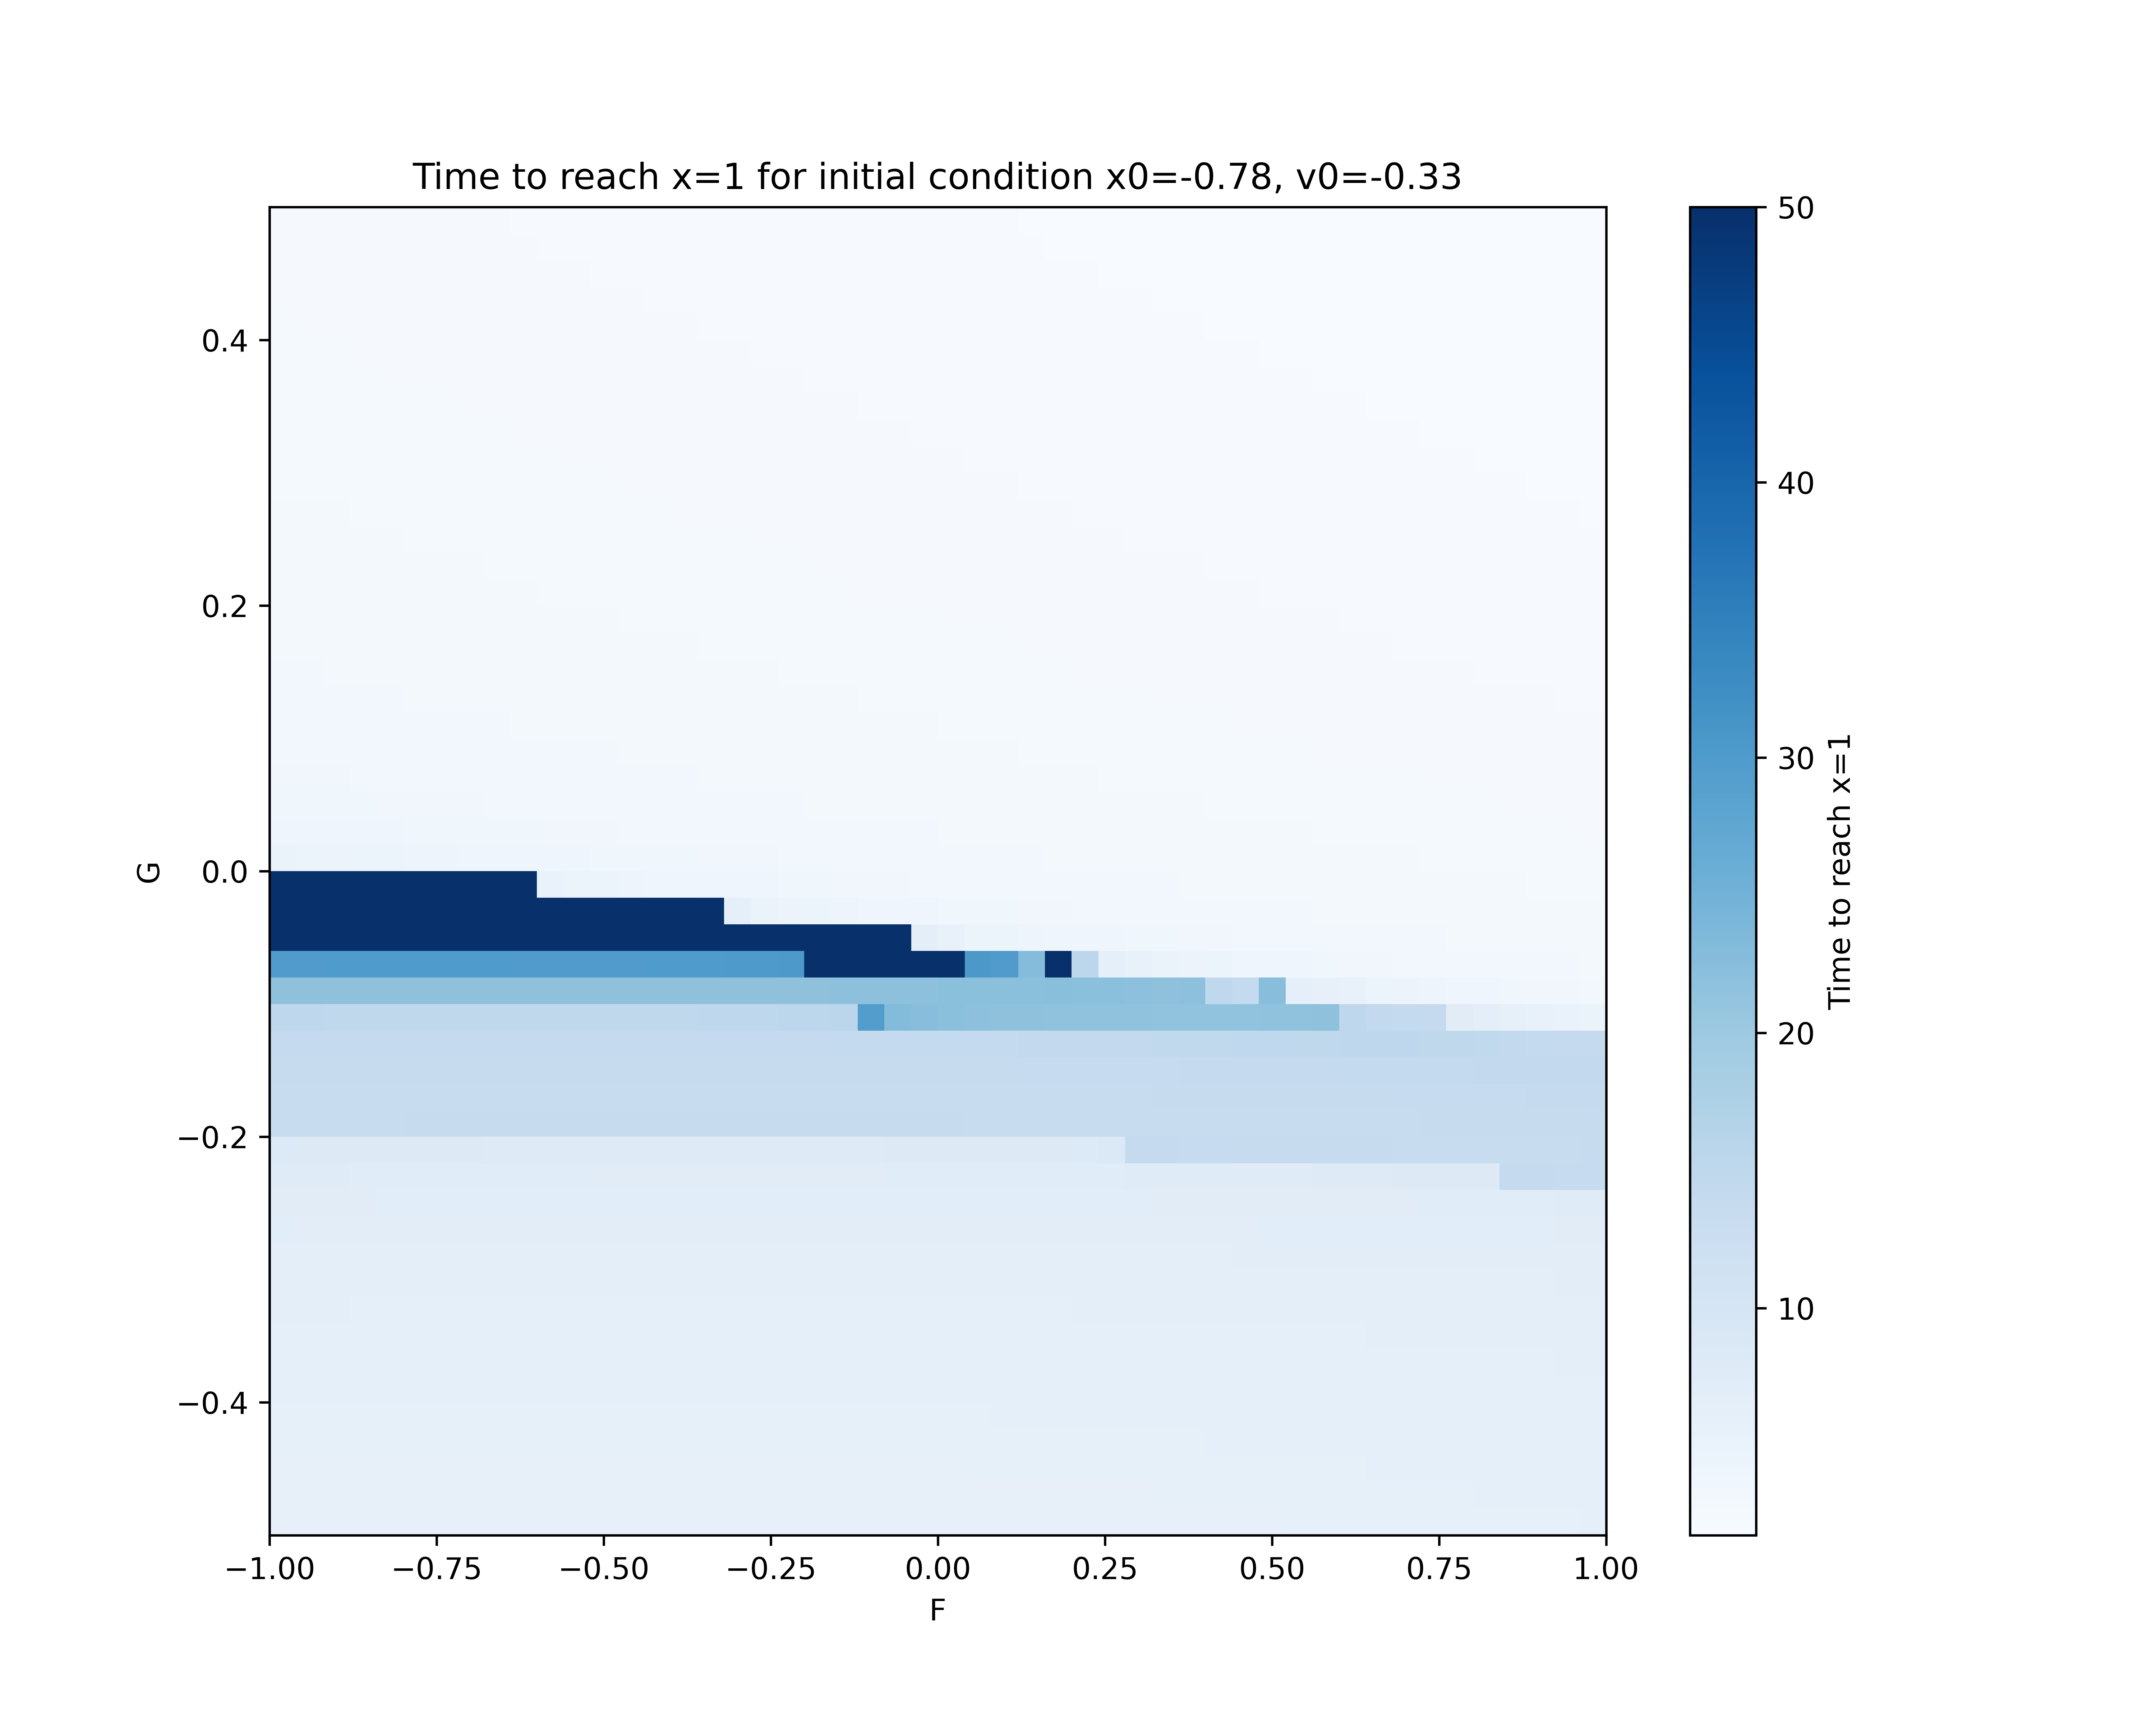 Time to reach x=1 for initial condition x0=-0.78, v0=-0.33
0.4
0.2
0.0
−0.2
−0.4
G
−1.00 −0.75 −0.50 −0.25 0.00 0.25 0.50 0.75 1.00
F
50
40
30
20
10
Time to reach x=1